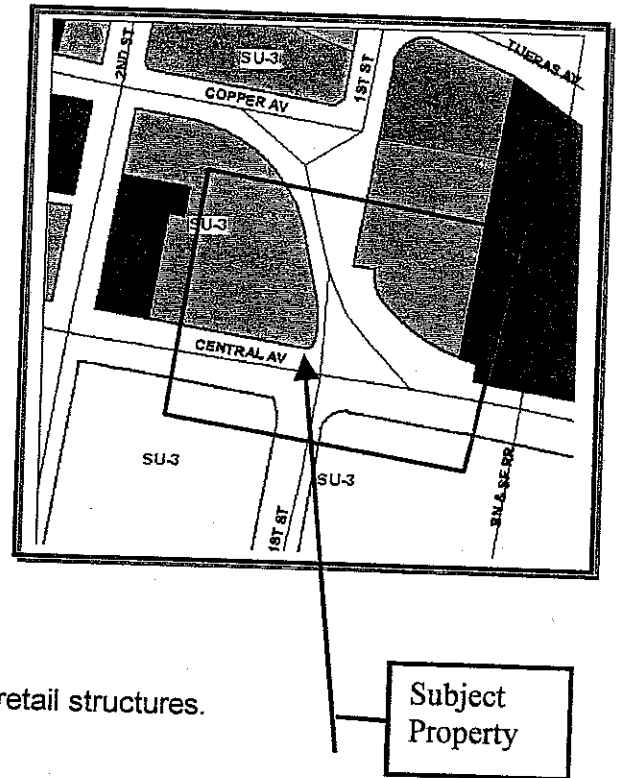 2ND ST
SU-3
1ST ST
TIJERAS AV
COPPER AV
SU-3
CENTRAL AV
SU-3
SU-3
1ST ST
BN & SF RR
retail structures.
Subject
Property